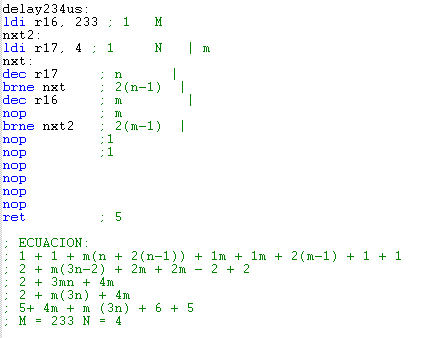 delay234us:
ldi r16, 233 ; 1 M
nxt2:
ldi r17, 4 ; 1 N | m
nxt:
dec r17 ; n |
brne nxt ; 2(n-1) |
dec r16 ; m |
nop ; m
brne nxt2 ; 2(m-1) |
nop ;1
nop ;1
nop
nop
nop
nop
ret ; 5
; ECUACION:
; 1 + 1 + m(n + 2(n-1)) + 1m + 1m + 2(m-1) + 1 + 1
; 2 + m(3n-2) + 2m + 2m - 2 + 2
; 2 + 3mn + 4m
; 2 + m(3n) + 4m
; 5+ 4m + m (3n) + 6 + 5
; M = 233 N = 4